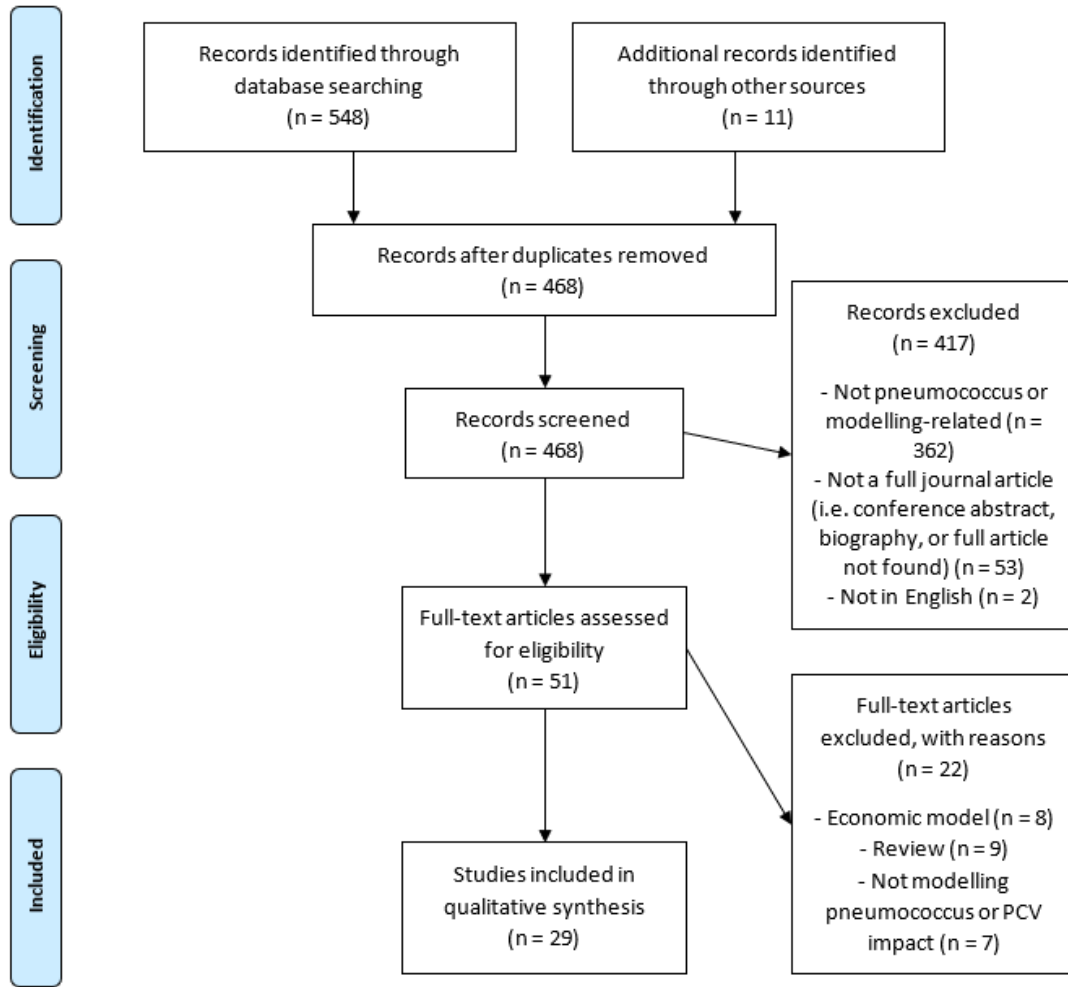 Identification
Records identified through
database searching
(n = 548)
Additional records identified
through other sources
(n = 11)
Records after duplicates removed
(n = 468)
Screening
Records screened
(n = 468)
Records excluded
(n = 417)
- Not pneumococcus or
modelling-related (n =
362)
- Not a full journal article
(i.e. conference abstract,
biography, or full article
not found) (n = 53)
- Not in English (n = 2)
Eligibility
Full-text articles assessed
for eligibility
(n = 51)
Full-text articles
excluded, with reasons
(n = 22)
- Economic model (n = 8)
- Review (n = 9)
- Not modelling
pneumococcus or PCV
impact (n = 7)
Included
Studies included in
qualitative synthesis
(n = 29)